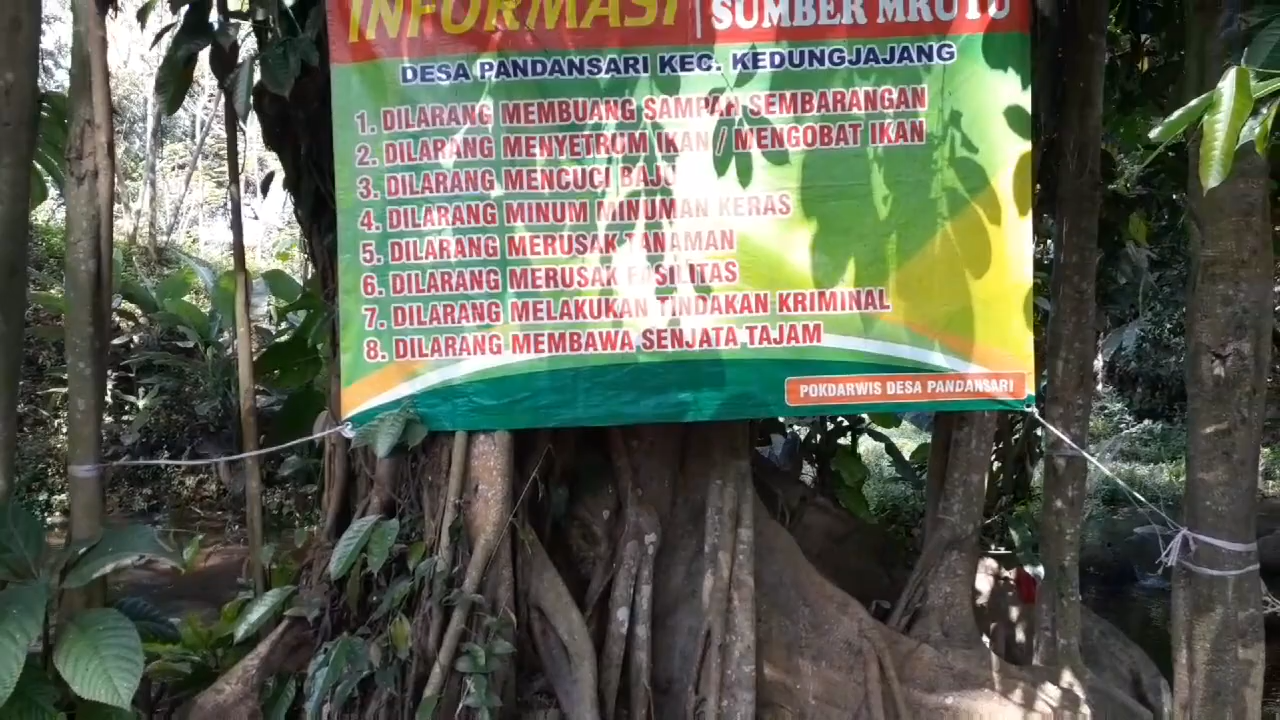 INFORMASI | SUMBER MRUTU
DESA PANDANSARI KEC. KEDUNGJAJANG
1. DILARANG MEMBUANG SAMPAH SEMBARANGAN
2. DILARANG MENYETRUM IKAN / MENGOBAT IKAN
3. DILARANG MENCUCI BAJU
4. DILARANG MINUM MINUMAN KERAS
5. DILARANG MERUSAK TANAMAN
6. DILARANG MERUSAK FASILITAS
7. DILARANG MELAKUKAN TINDAKAN KRIMINAL
8. DILARANG MEMBAWA SENJATA TAJAM
POKDARWIS DESA PANDANSARI